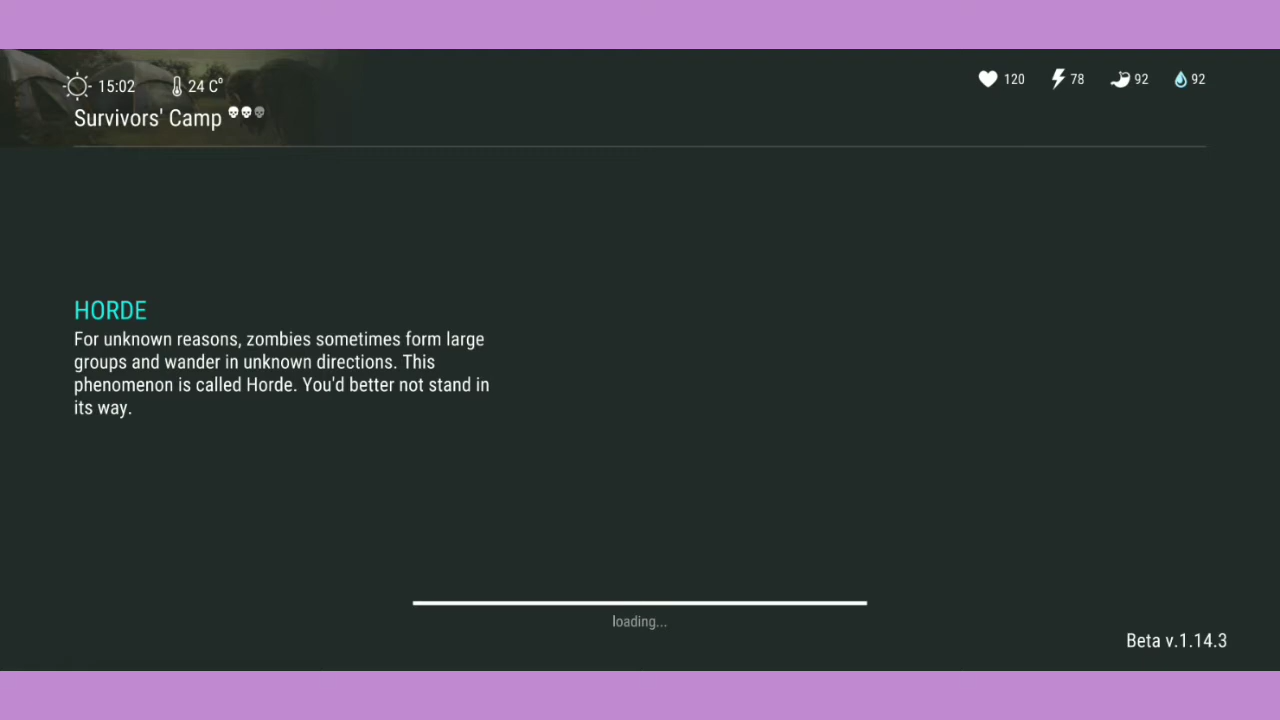 15:02 24 C°
120 78 92 92
Survivors' Camp
HORDE
For unknown reasons, zombies sometimes form large
groups and wander in unknown directions. This
phenomenon is called Horde. You'd better not stand in
its way.
loading...
Beta v.1.14.3